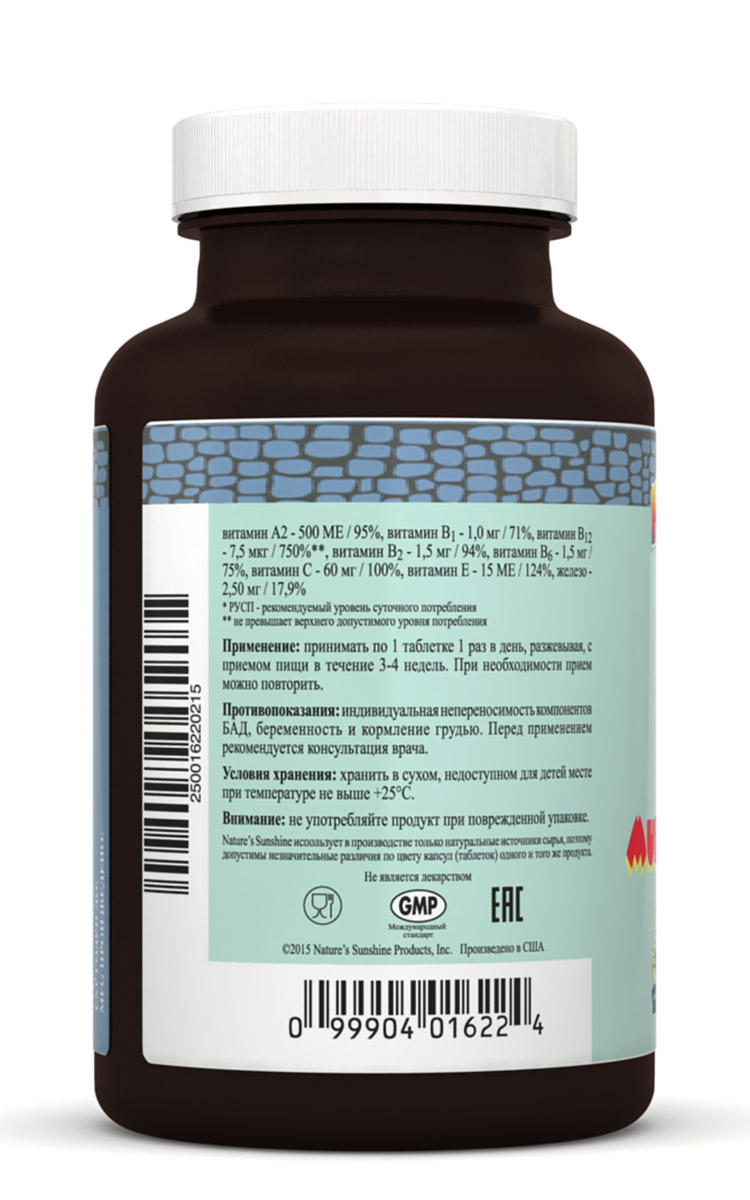 витамин А2 - 500 МЕ / 95%, витамин В1 - 1,0 мг / 71%, витамин В12
- 7,5 мкг / 750%**, витамин В2 - 1,5 мг / 94%, витамин В6 - 1,5 мг /
75%, витамин С - 60 мг / 100%, витамин Е - 15 МЕ / 124%, железо -
2,50 мг / 17,9%
* РУСП - рекомендуемый уровень суточного потребления
** не превышает верхнего допустимого уровня потребления
Применение: принимать по 1 таблетке 1 раз в день, разжевывая, с
приемом пищи в течение 3-4 недель. При необходимости прием
можно повторить.
Противопоказания: индивидуальная непереносимость компонентов
БАД, беременность и кормление грудью. Перед применением
рекомендуется консультация врача.
Условия хранения: хранить в сухом, недоступном для детей месте
при температуре не выше +25°С.
Внимание: не употребляйте продукт при поврежденной упаковке.
Nature's Sunshine использует в производстве только натуральные источники сырья, поэтому
допустимы незначительные различия по цвету капсул (таблеток) одного и того же продукта.
Не является лекарством
GMP
EAC
Международный
стандарт
©2015 Nature's Sunshine Products, Inc. Произведено в США
250016220215
0 99904 01622 4